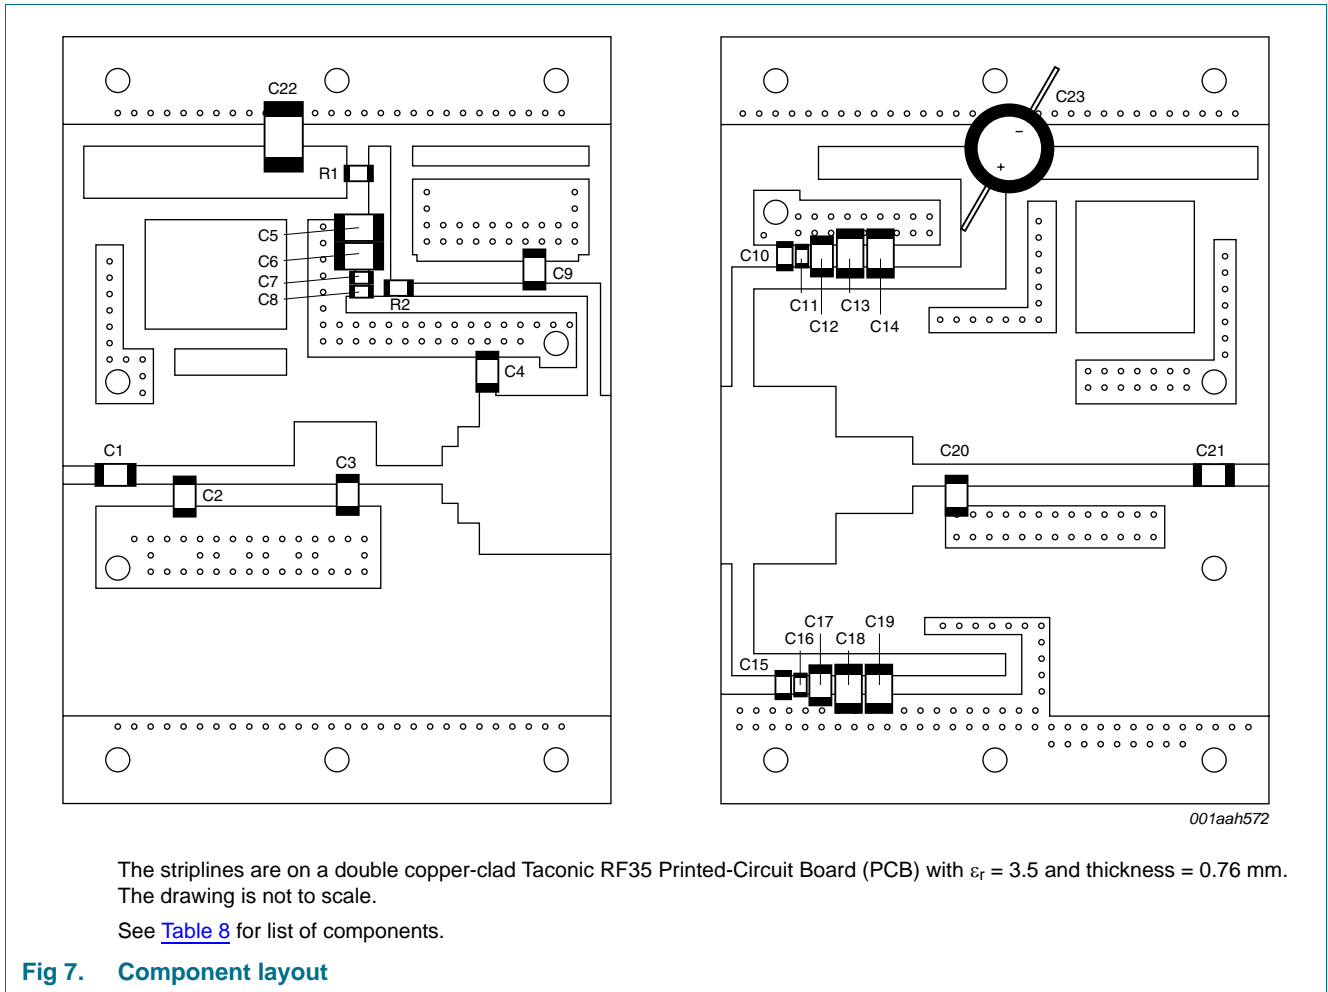 C22
R1
C5
C6
C7
C8
R2
C9
C4
C1
C2
C3
C23
−
+
C10
C11
C12
C13
C14
C20
C21
C15
C16
C17
C18
C19
001aah572
The striplines are on a double copper-clad Taconic RF35 Printed-Circuit Board (PCB) with εr = 3.5 and thickness = 0.76 mm.
The drawing is not to scale.
See Table 8 for list of components.
Fig 7. Component layout